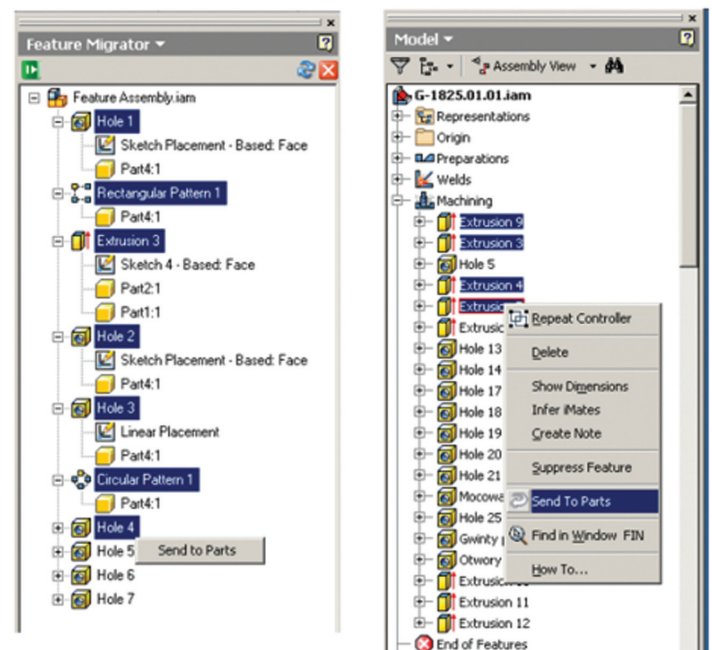 Feature Migrator
Feature Assembly.iam
Hole 1
Sketch Placement - Based: Face
Part4:1
Rectangular Pattern 1
Part4:1
Extrusion 3
Sketch 4 - Based: Face
Part2:1
Part1:1
Hole 2
Sketch Placement - Based: Face
Part4:1
Hole 3
Linear Placement
Part4:1
Circular Pattern 1
Part4:1
Hole 4
Hole 5
Send to Parts
Hole 6
Hole 7
Model
Assembly View
G-1825.01.01.iam
Representations
Origin
Preparations
Welds
Machining
Extrusion 9
Extrusion 3
Hole 5
Extrusion 4
Hole 13
Hole 14
Hole 17
Hole 18
Hole 19
Hole 20
Hole 21
Hole 25
Gwinty
Otwory
Extrusion 11
Extrusion 12
End of Features
Repeat Controller
Delete
Show Dimensions
Infer iMates
Create Note
Suppress Feature
Send To Parts
Find in Window FIN
How To...